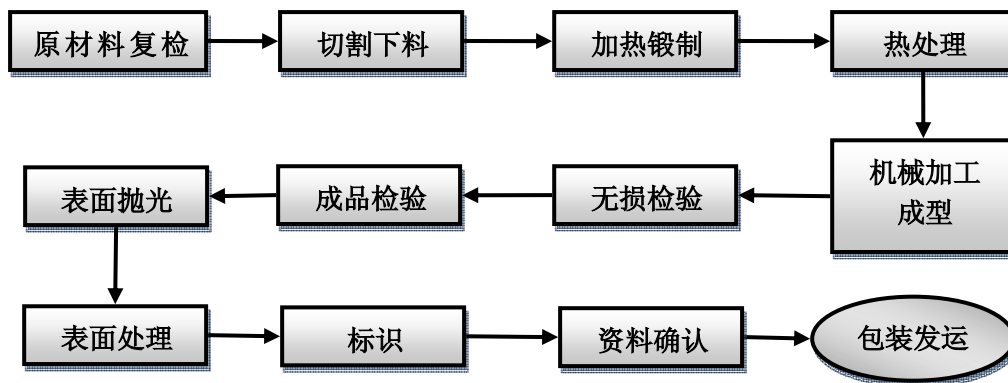 原材料复检
切割下料
加热锻制
热处理
机械加工
成型
无损检验
成品检验
表面抛光
表面处理
标识
资料确认
包装发运